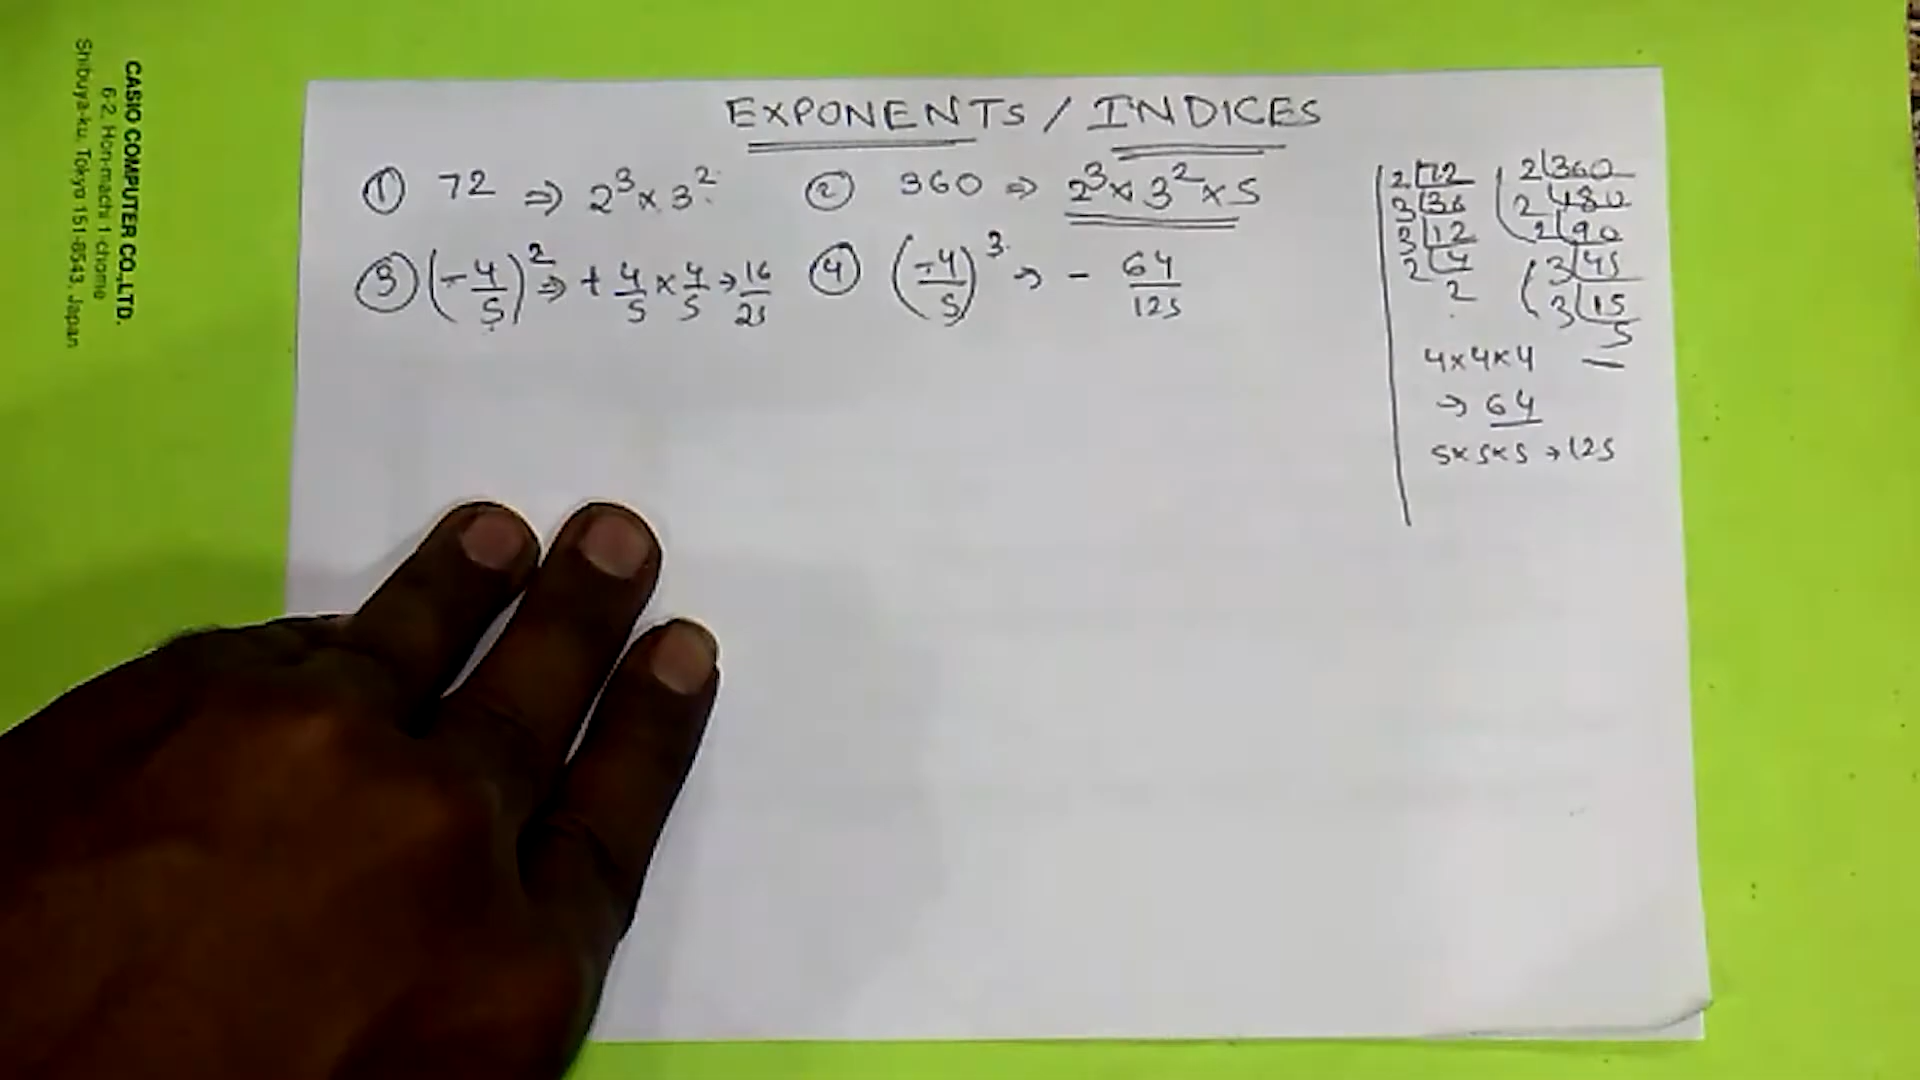 EXPONENTS / INDICES
① 72 ⇒ 2³ × 3²
② 360 ⇒ 2³ × 3² × 5
③ (-4/5)² ⇒ + 4/5 × 4/5 → 16/25
④ (-4/5)³ → - 64/125
2|72
3|36
3|12
2|4
2
2|360
2|180
2|90
3|45
3|15
5
4×4×4
→ 64
5×5×5 → 125
CASIO COMPUTER CO.,LTD.
6-2, Hon-machi 1-chome
Shibuya-ku, Tokyo 151-8543, Japan